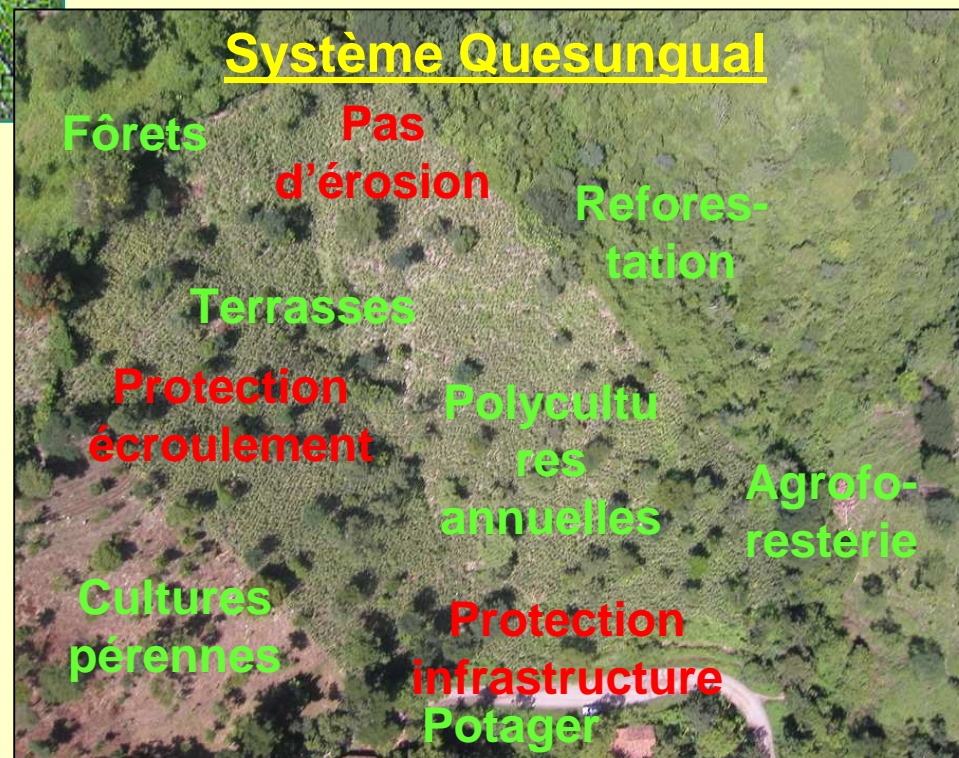 Système Quesungual
Fôrets
Pas
d'érosion
Refores-
tation
Terrasses
Protection
écroulement
Polycultu
res
annuelles
Agrofo-
resterie
Cultures
pérennes
Protection
infrastructure
Potager